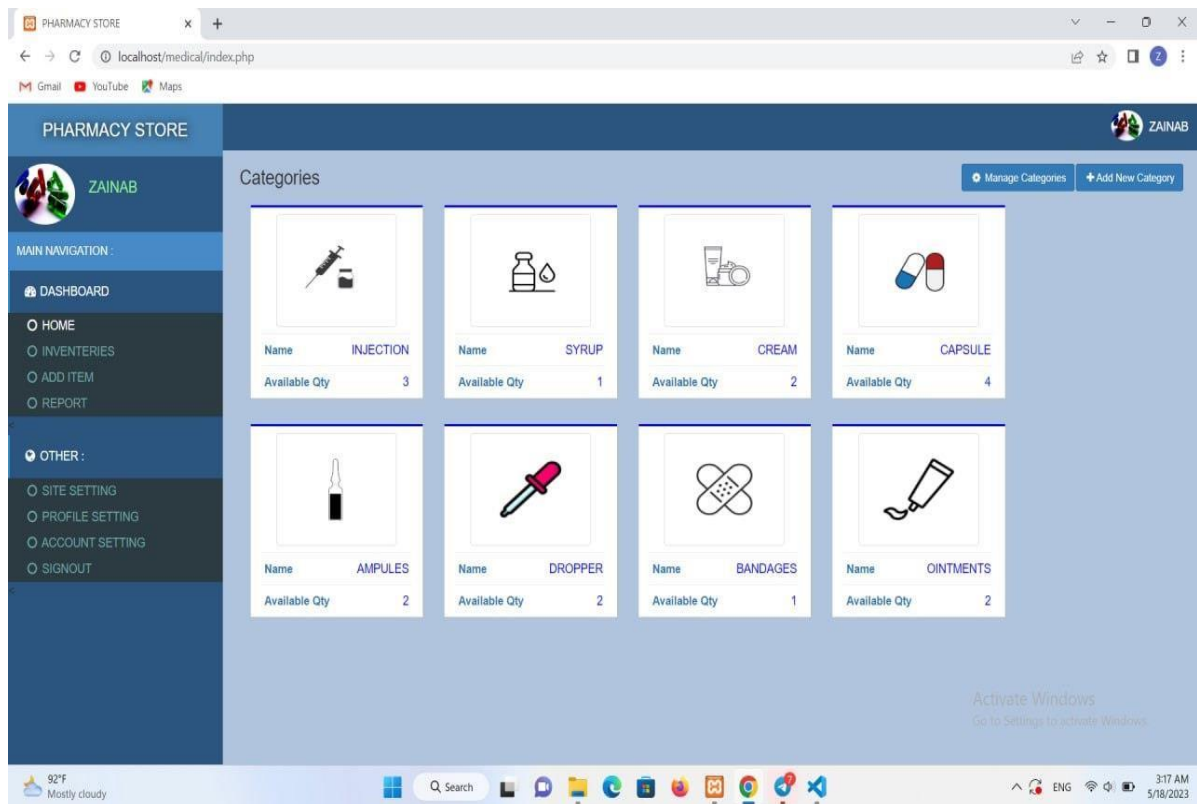 PHARMACY STORE
localhost/medical/index.php
Gmail YouTube Maps
PHARMACY STORE
ZAINAB
ZAINAB
MAIN NAVIGATION :
DASHBOARD
HOME
INVENTERIES
ADD ITEM
REPORT
OTHER :
SITE SETTING
PROFILE SETTING
ACCOUNT SETTING
SIGNOUT
Categories
Manage Categories
Add New Category
Name INJECTION
Available Qty 3
Name SYRUP
Available Qty 1
Name CREAM
Available Qty 2
Name CAPSULE
Available Qty 4
Name AMPULES
Available Qty 2
Name DROPPER
Available Qty 2
Name BANDAGES
Available Qty 1
Name OINTMENTS
Available Qty 2
Activate Windows
Go to Settings to activate Windows.
92°F
Mostly cloudy
Search
ENG
3:17 AM
5/18/2023